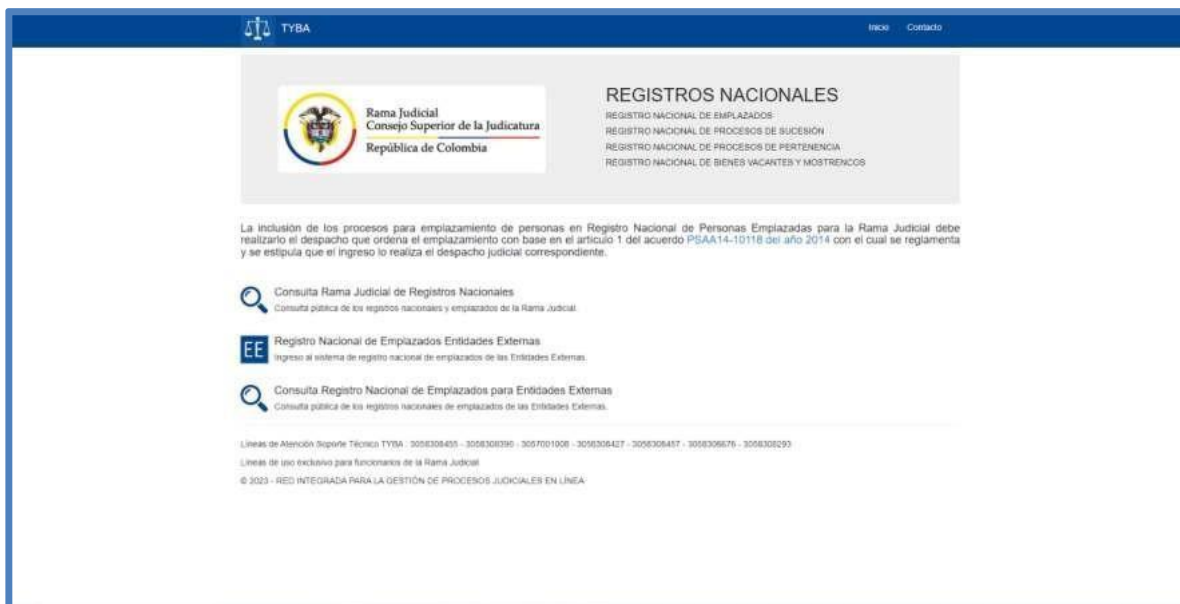 TYBA
Inicio Contacto
Rama Judicial
Consejo Superior de la Judicatura
República de Colombia
REGISTROS NACIONALES
REGISTRO NACIONAL DE EMPLAZADOS
REGISTRO NACIONAL DE PROCESOS DE SUCESIÓN
REGISTRO NACIONAL DE PROCESOS DE PERTENENCIA
REGISTRO NACIONAL DE BIENES VACANTES Y MOSTRENCOS
La inclusión de los procesos para emplazamiento de personas en Registro Nacional de Personas Emplazadas para la Rama Judicial debe
realizarlo el despacho que ordena el emplazamiento con base en el articulo 1 del acuerdo PSAA14-10118 del año 2014 con el cual se reglamenta
y se estipula que el ingreso lo realiza el despacho judicial correspondiente.
Consulta Rama Judicial de Registros Nacionales
Consulta pública de los registros nacionales y emplazados de la Rama Judicial.
EE
Registro Nacional de Emplazados Entidades Externas
Ingreso al sistema de registro nacional de emplazados de las Entidades Externas.
Consulta Registro Nacional de Emplazados para Entidades Externas
Consulta pública de los registros nacionales de emplazados de las Entidades Externas.
Líneas de Atención Soporte Técnico TYBA : 3058308455 - 3058308390 - 3057001908 - 3058308427 - 3058308457 - 3058308676 - 3058308293
Líneas de uso exclusivo para funcionarios de la Rama Judicial
© 2023 - RED INTEGRADA PARA LA GESTIÓN DE PROCESOS JUDICIALES EN LÍNEA